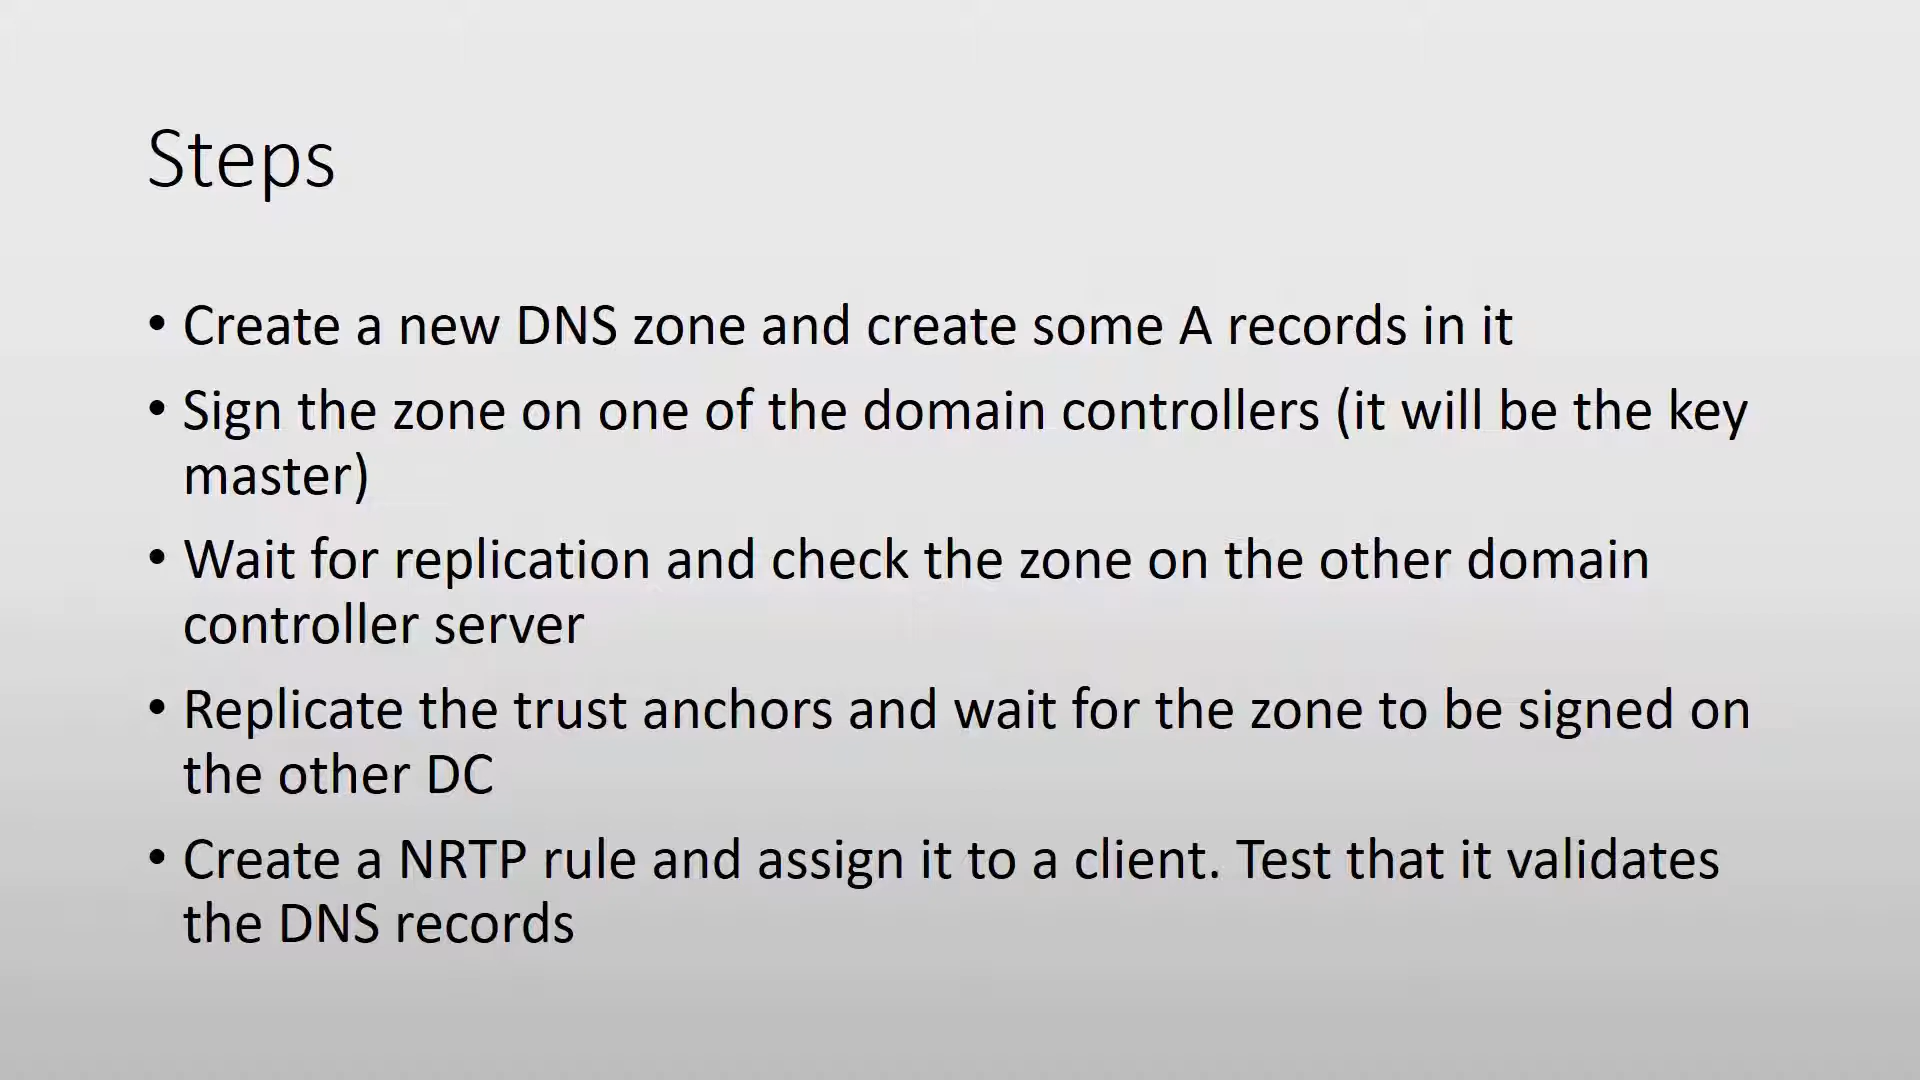 Steps
• Create a new DNS zone and create some A records in it
• Sign the zone on one of the domain controllers (it will be the key
master)
• Wait for replication and check the zone on the other domain
controller server
• Replicate the trust anchors and wait for the zone to be signed on
the other DC
• Create a NRTP rule and assign it to a client. Test that it validates
the DNS records